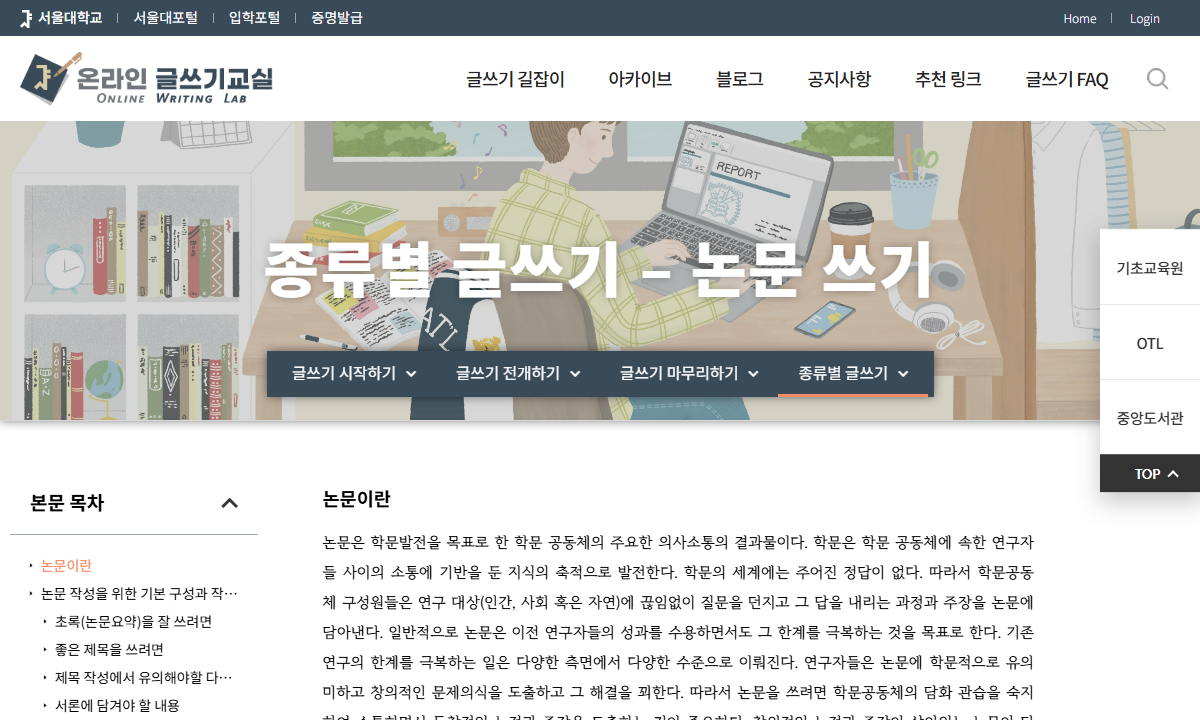 서울대학교 서울대포털 입학포털 증명발급 Home Login
온라인 글쓰기교실
ONLINE WRITING LAB
글쓰기 길잡이 아카이브 블로그 공지사항 추천 링크 글쓰기 FAQ
REPORT
종류별 글쓰기 – 논문 쓰기
글쓰기 시작하기 글쓰기 전개하기 글쓰기 마무리하기 종류별 글쓰기
기초교육원
OTL
중앙도서관
TOP
본문 목차
논문이란
논문 작성을 위한 기본 구성과 작…
초록(논문요약)을 잘 쓰려면
좋은 제목을 쓰려면
제목 작성에서 유의해야할 다…
서론에 담겨야 할 내용
논문이란
논문은 학문발전을 목표로 한 학문 공동체의 주요한 의사소통의 결과물이다. 학문은 학문 공동체에 속한 연구자
들 사이의 소통에 기반을 둔 지식의 축적으로 발전한다. 학문의 세계에는 주어진 정답이 없다. 따라서 학문공동
체 구성원들은 연구 대상(인간, 사회 혹은 자연)에 끊임없이 질문을 던지고 그 답을 내리는 과정과 주장을 논문에
담아낸다. 일반적으로 논문은 이전 연구자들의 성과를 수용하면서도 그 한계를 극복하는 것을 목표로 한다. 기존
연구의 한계를 극복하는 일은 다양한 측면에서 다양한 수준으로 이뤄진다. 연구자들은 논문에 학문적으로 유의
미하고 창의적인 문제의식을 도출하고 그 해결을 꾀한다. 따라서 논문을 쓰려면 학문공동체의 담화 관습을 숙지